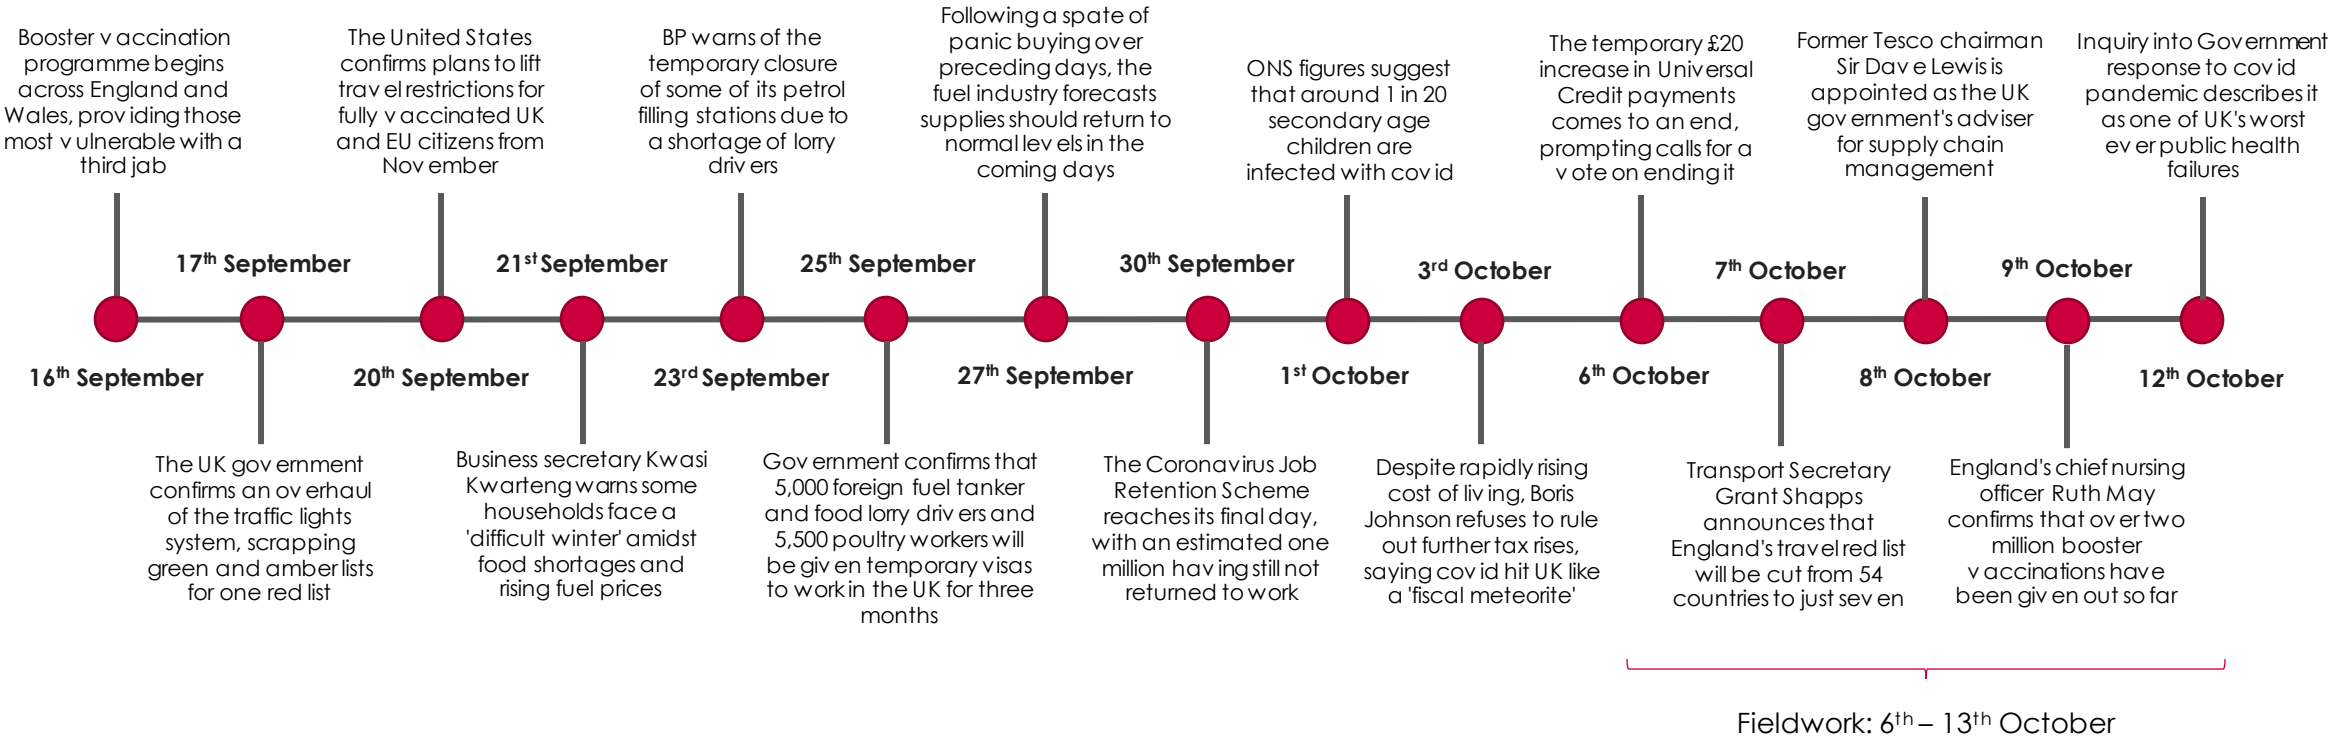 Booster vaccination
programme begins
across England and
Wales, providing those
most vulnerable with a
third jab
The United States
confirms plans to lift
travel restrictions for
fully vaccinated UK
and EU citizens from
November
BP warns of the
temporary closure
of some of its petrol
filling stations due to
a shortage of lorry
drivers
Following a spate of
panic buying over
preceding days, the
fuel industry forecasts
supplies should return to
normal levels in the
coming days
ONS figures suggest
that around 1 in 20
secondary age
children are
infected with covid
The temporary £20
increase in Universal
Credit payments
comes to an end,
prompting calls for a
vote on ending it
Former Tesco chairman
Sir Dave Lewis is
appointed as the UK
government's adviser
for supply chain
management
Inquiry into Government
response to covid
pandemic describes it
as one of UK's worst
ever public health
failures
17th September
21st September
25th September
30th September
3rd October
7th October
9th October
16th September
20th September
23rd September
27th September
1st October
6th October
8th October
12th October
The UK government
confirms an overhaul
of the traffic lights
system, scrapping
green and amber lists
for one red list
Business secretary Kwasi
Kwarteng warns some
households face a
'difficult winter' amidst
food shortages and
rising fuel prices
Government confirms that
5,000 foreign fuel tanker
and food lorry drivers and
5,500 poultry workers will
be given temporary visas
to work in the UK for three
months
The Coronavirus Job
Retention Scheme
reaches its final day,
with an estimated one
million having still not
returned to work
Despite rapidly rising
cost of living, Boris
Johnson refuses to rule
out further tax rises,
saying covid hit UK like
a 'fiscal meteorite'
Transport Secretary
Grant Shapps
announces that
England's travel red list
will be cut from 54
countries to just seven
England's chief nursing
officer Ruth May
confirms that over two
million booster
vaccinations have
been given out so far
Fieldwork: 6th – 13th October